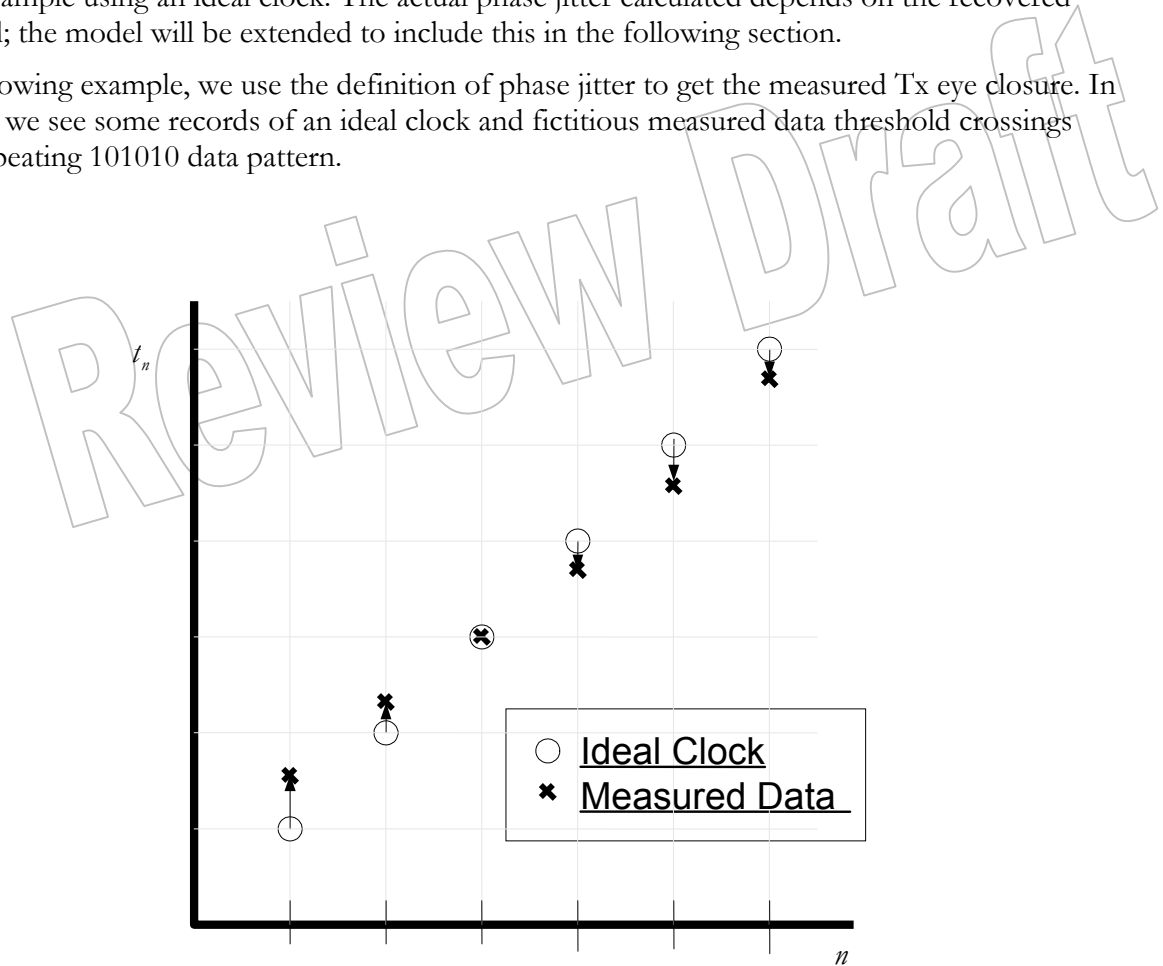 ample using an ideal clock. The actual phase jitter calculated depends on the recovered
; the model will be extended to include this in the following section.
owing example, we use the definition of phase jitter to get the measured Tx eye closure. In
we see some records of an ideal clock and fictitious measured data threshold crossings
peating 101010 data pattern.
Review Draft
tₙ
Ideal Clock
Measured Data
n